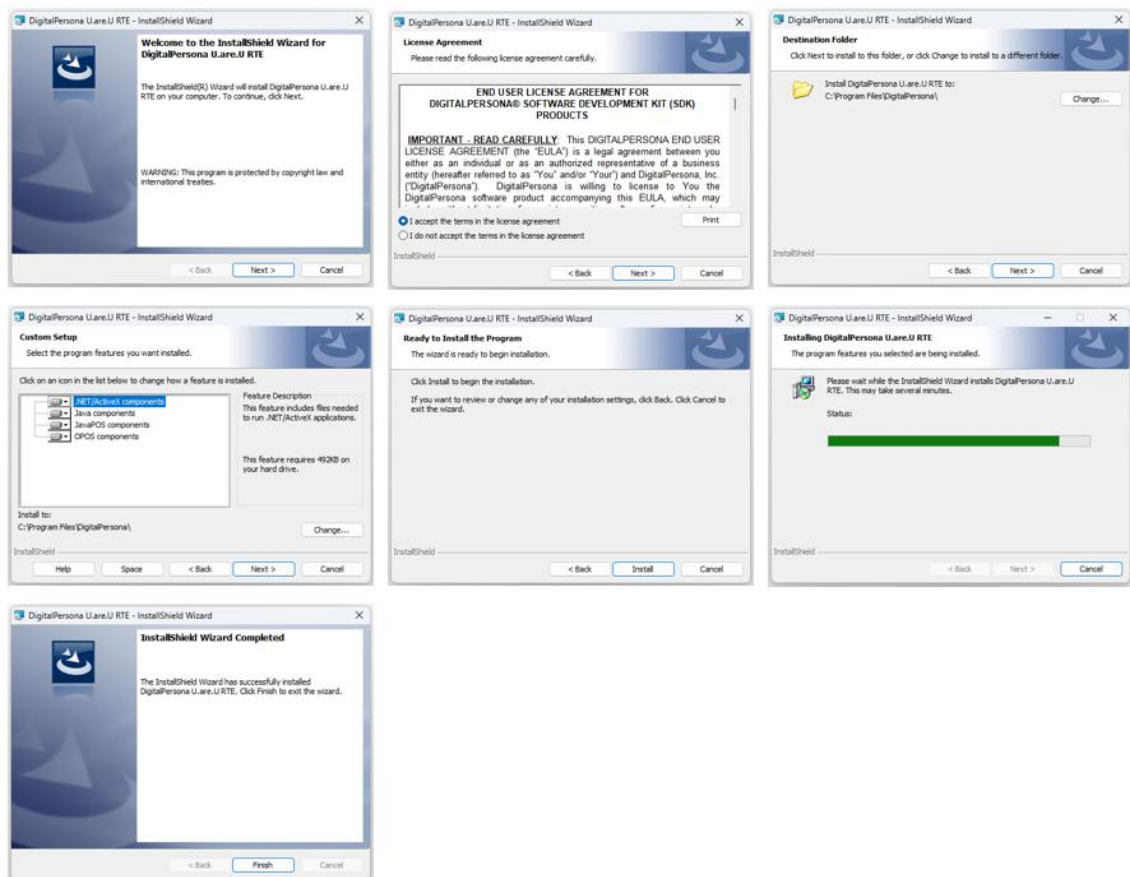 DigitalPersona U.are.U RTE - InstallShield Wizard
Welcome to the InstallShield Wizard for
DigitalPersona U.are.U RTE
The InstallShield(R) Wizard will install DigitalPersona U.are.U
RTE on your computer. To continue, click Next.
WARNING: This program is protected by copyright law and
international treaties.
< Back
Next >
Cancel
DigitalPersona U.are.U RTE - InstallShield Wizard
License Agreement
Please read the following license agreement carefully.
END USER LICENSE AGREEMENT FOR
DIGITALPERSONA® SOFTWARE DEVELOPMENT KIT (SDK)
PRODUCTS
IMPORTANT - READ CAREFULLY: This DIGITALPERSONA END USER
LICENSE AGREEMENT (the "EULA") is a legal agreement between you
either as an individual or as an authorized representative of a business
entity (hereafter referred to as "You" and/or "Your") and DigitalPersona, Inc.
("DigitalPersona"). DigitalPersona is willing to license to You the
DigitalPersona software product accompanying this EULA, which may
I accept the terms in the license agreement
Print
I do not accept the terms in the license agreement
InstallShield
< Back
Next >
Cancel
DigitalPersona U.are.U RTE - InstallShield Wizard
Destination Folder
Click Next to install to this folder, or click Change to install to a different folder.
Install DigitalPersona U.are.U RTE to:
C:\Program Files\DigitalPersona\
Change...
InstallShield
< Back
Next >
Cancel
DigitalPersona U.are.U RTE - InstallShield Wizard
Custom Setup
Select the program features you want installed.
Click on an icon in the list below to change how a feature is installed.
.NET/ActiveX components
Java components
JavaPOS components
OPOS components
Feature Description
This feature includes files needed
to run .NET/ActiveX applications.
This feature requires 492KB on
your hard drive.
Install to:
C:\Program Files\DigitalPersona\
Change...
InstallShield
Help
Space
< Back
Next >
Cancel
DigitalPersona U.are.U RTE - InstallShield Wizard
Ready to Install the Program
The wizard is ready to begin installation.
Click Install to begin the installation.
If you want to review or change any of your installation settings, click Back. Click Cancel to
exit the wizard.
InstallShield
< Back
Install
Cancel
DigitalPersona U.are.U RTE - InstallShield Wizard
Installing DigitalPersona U.are.U RTE
The program features you selected are being installed.
Please wait while the InstallShield Wizard installs DigitalPersona U.are.U
RTE. This may take several minutes.
Status:
InstallShield
< Back
Next >
Cancel
DigitalPersona U.are.U RTE - InstallShield Wizard
InstallShield Wizard Completed
The InstallShield Wizard has successfully installed
DigitalPersona U.are.U RTE. Click Finish to exit the wizard.
< Back
Finish
Cancel